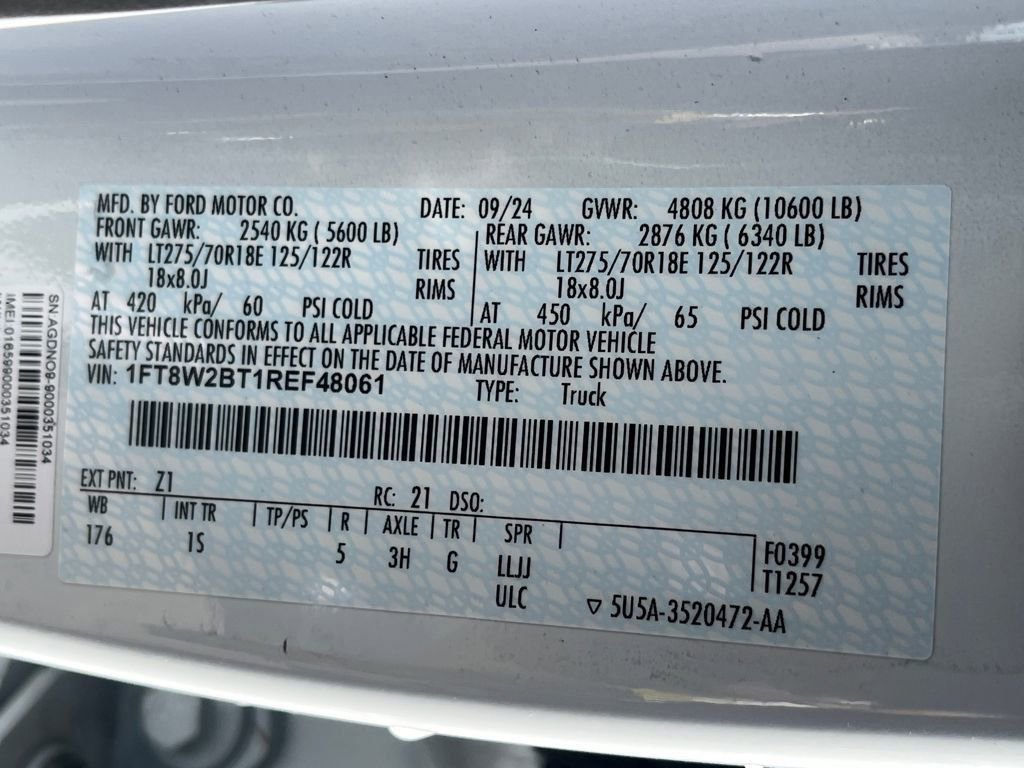 MFD. BY FORD MOTOR CO. DATE: 09/24 GVWR: 4808 KG (10600 LB)
FRONT GAWR: 2540 KG ( 5600 LB) REAR GAWR: 2876 KG ( 6340 LB)
WITH LT275/70R18E 125/122R TIRES WITH LT275/70R18E 125/122R TIRES
18x8.0J RIMS 18x8.0J RIMS
AT 420 kPa/ 60 PSI COLD AT 450 kPa/ 65 PSI COLD
THIS VEHICLE CONFORMS TO ALL APPLICABLE FEDERAL MOTOR VEHICLE
SAFETY STANDARDS IN EFFECT ON THE DATE OF MANUFACTURE SHOWN ABOVE.
VIN: 1FT8W2BT1REF48061 TYPE: Truck
EXT PNT: Z1 RC: 21 DSO:
WB INT TR TP/PS R AXLE TR SPR
176 1S 5 3H G LLJJ F0399
ULC T1257
▽ 5U5A-3520472-AA
SN AGDNO9-9000351034
IMEI 016599000351034